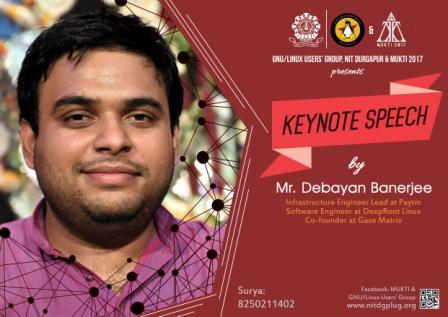 &
MUKTI 2017
GNU/LINUX USERS' GROUP, NIT DURGAPUR & MUKTI 2017
presents
KEYNOTE SPEECH
by
Mr. Debayan Banerjee
Infrastructure Engineer Lead at Paytm
Software Engineer at DeepRoot Linux
Co-founder at Gaze Matrix
Surya:
8250211402
Facebook: MUKTI &
GNU/Linux Users' Group
www.nitdgplug.org